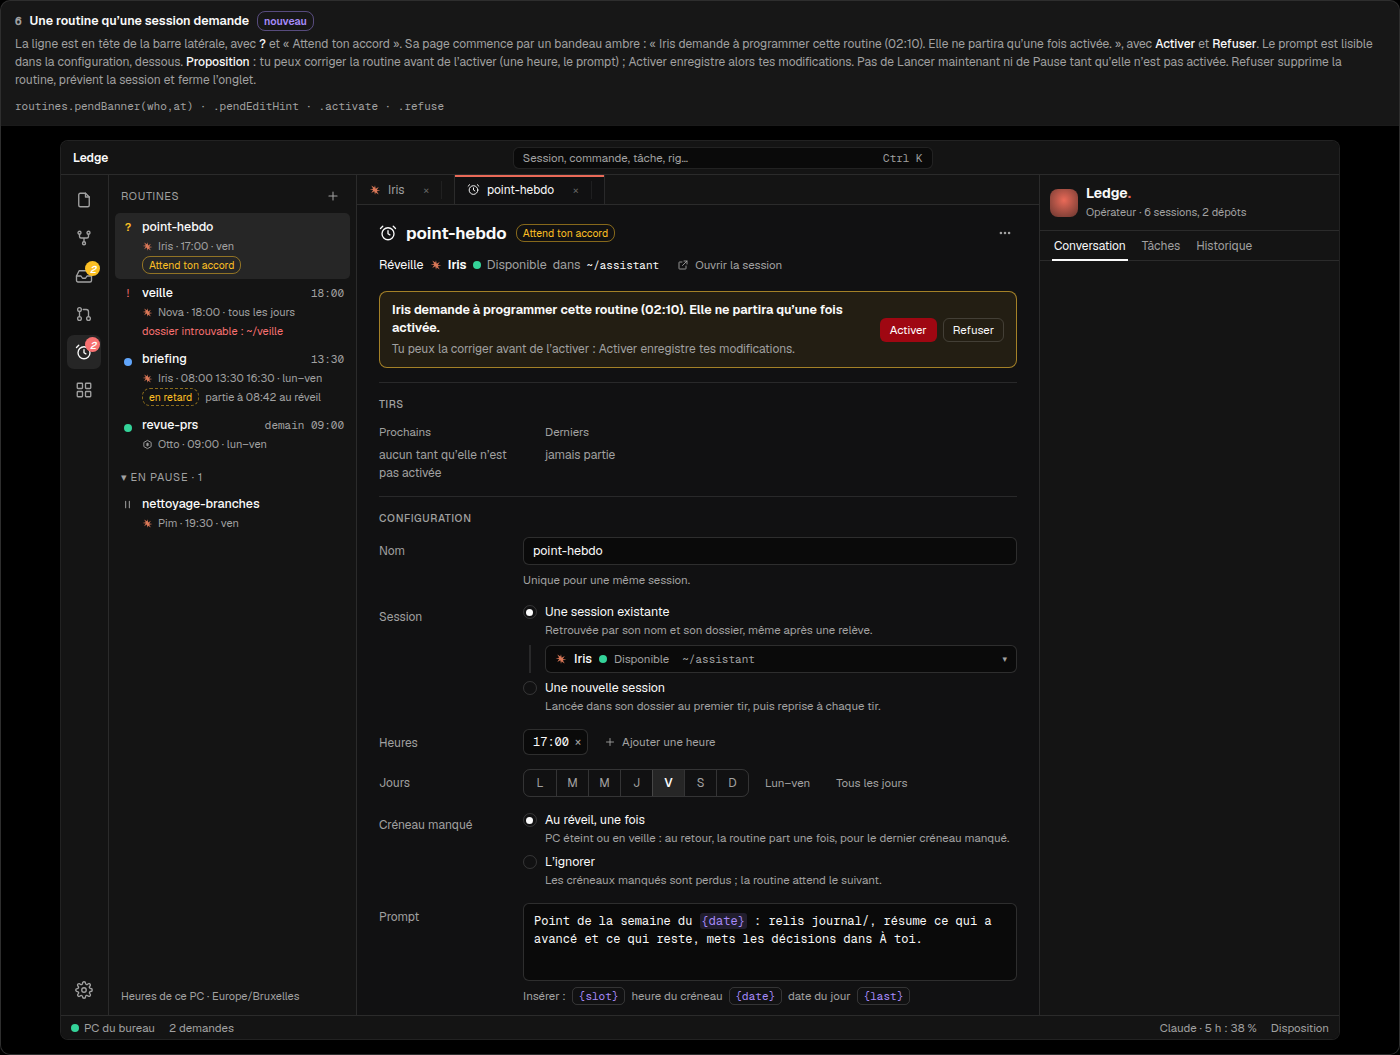 6 Une routine qu'une session demande nouveau
La ligne est en tête de la barre latérale, avec ? et « Attend ton accord ». Sa page commence par un bandeau ambre : « Iris demande à programmer cette routine (02:10). Elle ne partira qu'une fois activée. », avec Activer et Refuser. Le prompt est lisible
dans la configuration, dessous. Proposition : tu peux corriger la routine avant de l'activer (une heure, le prompt) ; Activer enregistre alors tes modifications. Pas de Lancer maintenant ni de Pause tant qu'elle n'est pas activée. Refuser supprime la
routine, prévient la session et ferme l'onglet.
routines.pendBanner(who,at) · .pendEditHint · .activate · .refuse
Ledge
Session, commande, tâche, rig… Ctrl K
ROUTINES +
2
2
? point-hebdo
Iris · 17:00 · ven
Attend ton accord
! veille 18:00
Nova · 18:00 · tous les jours
dossier introuvable : ~/veille
briefing 13:30
Iris · 08:00 13:30 16:30 · lun–ven
en retard partie à 08:42 au réveil
revue-prs demain 09:00
Otto · 09:00 · lun–ven
▾ EN PAUSE · 1
nettoyage-branches
Pim · 19:30 · ven
Heures de ce PC · Europe/Bruxelles
Iris ×
point-hebdo ×
point-hebdo Attend ton accord ···
Réveille Iris Disponible dans ~/assistant Ouvrir la session
Iris demande à programmer cette routine (02:10). Elle ne partira qu'une fois
activée.
Tu peux la corriger avant de l'activer : Activer enregistre tes modifications.
Activer Refuser
TIRS
Prochains Derniers
aucun tant qu'elle n'est jamais partie
pas activée
CONFIGURATION
Nom point-hebdo
Unique pour une même session.
Session Une session existante
Retrouvée par son nom et son dossier, même après une relève.
Iris Disponible ~/assistant ▾
Une nouvelle session
Lancée dans son dossier au premier tir, puis reprise à chaque tir.
Heures 17:00 × + Ajouter une heure
Jours L M M J V S D Lun–ven Tous les jours
Créneau manqué Au réveil, une fois
PC éteint ou en veille : au retour, la routine part une fois, pour le dernier créneau manqué.
L'ignorer
Les créneaux manqués sont perdus ; la routine attend le suivant.
Prompt Point de la semaine du {date} : relis journal/, résume ce qui a
avancé et ce qui reste, mets les décisions dans À toi.
Insérer : {slot} heure du créneau {date} date du jour {last}
Ledge.
Opérateur · 6 sessions, 2 dépôts
Conversation Tâches Historique
PC du bureau 2 demandes
Claude · 5 h : 38 % Disposition